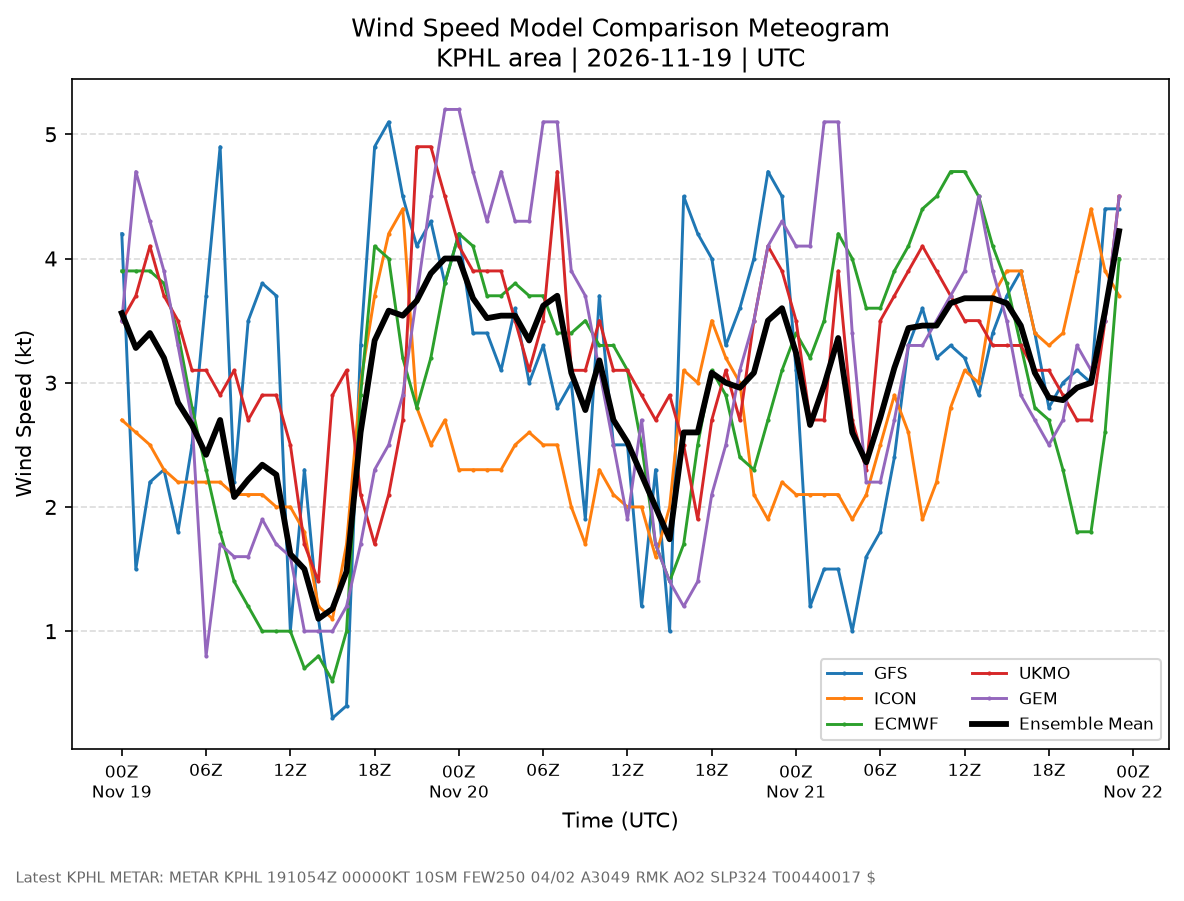 Wind Speed Model Comparison Meteogram
KPHL area | 2026-11-19 | UTC
Wind Speed (kt)
5
4
3
2
1
00Z 06Z 12Z 18Z 00Z 06Z 12Z 18Z 00Z 06Z 12Z 18Z 00Z
Nov 19 Nov 20 Nov 21 Nov 22
Time (UTC)
GFS UKMO
ICON GEM
ECMWF Ensemble Mean
Latest KPHL METAR: METAR KPHL 191054Z 00000KT 10SM FEW250 04/02 A3049 RMK AO2 SLP324 T00440017 $